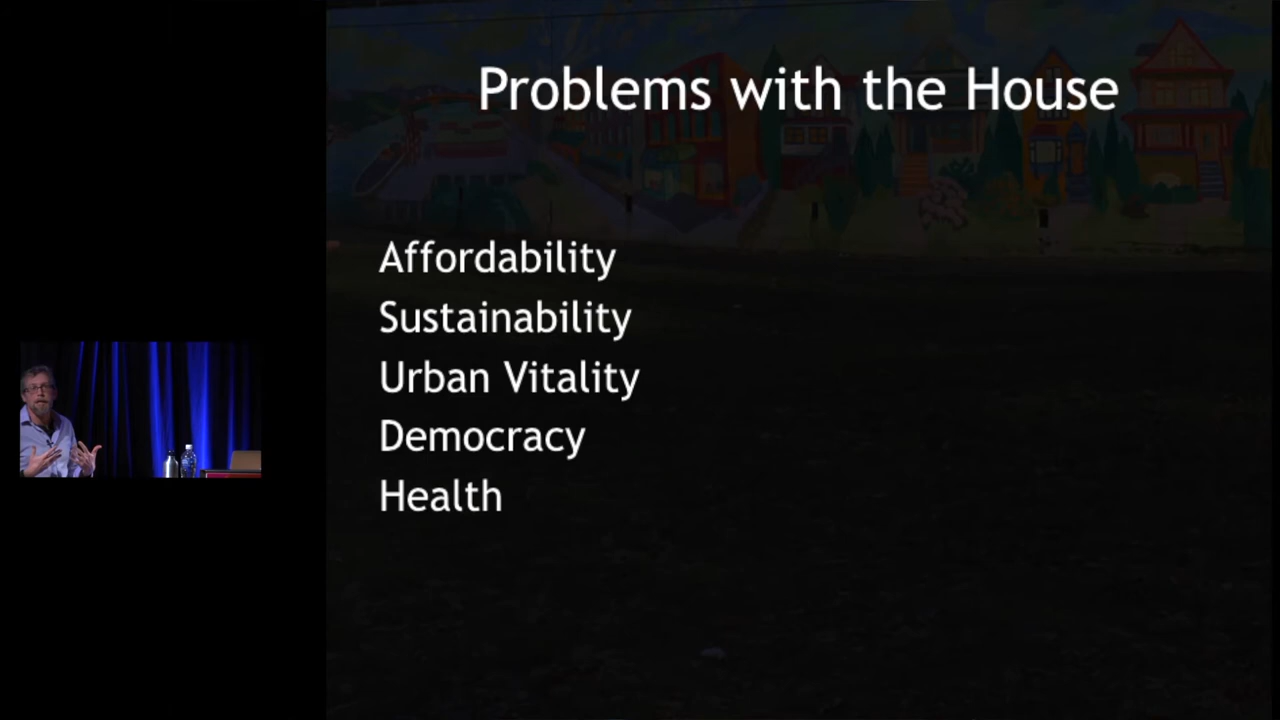 Problems with the House
Affordability
Sustainability
Urban Vitality
Democracy
Health